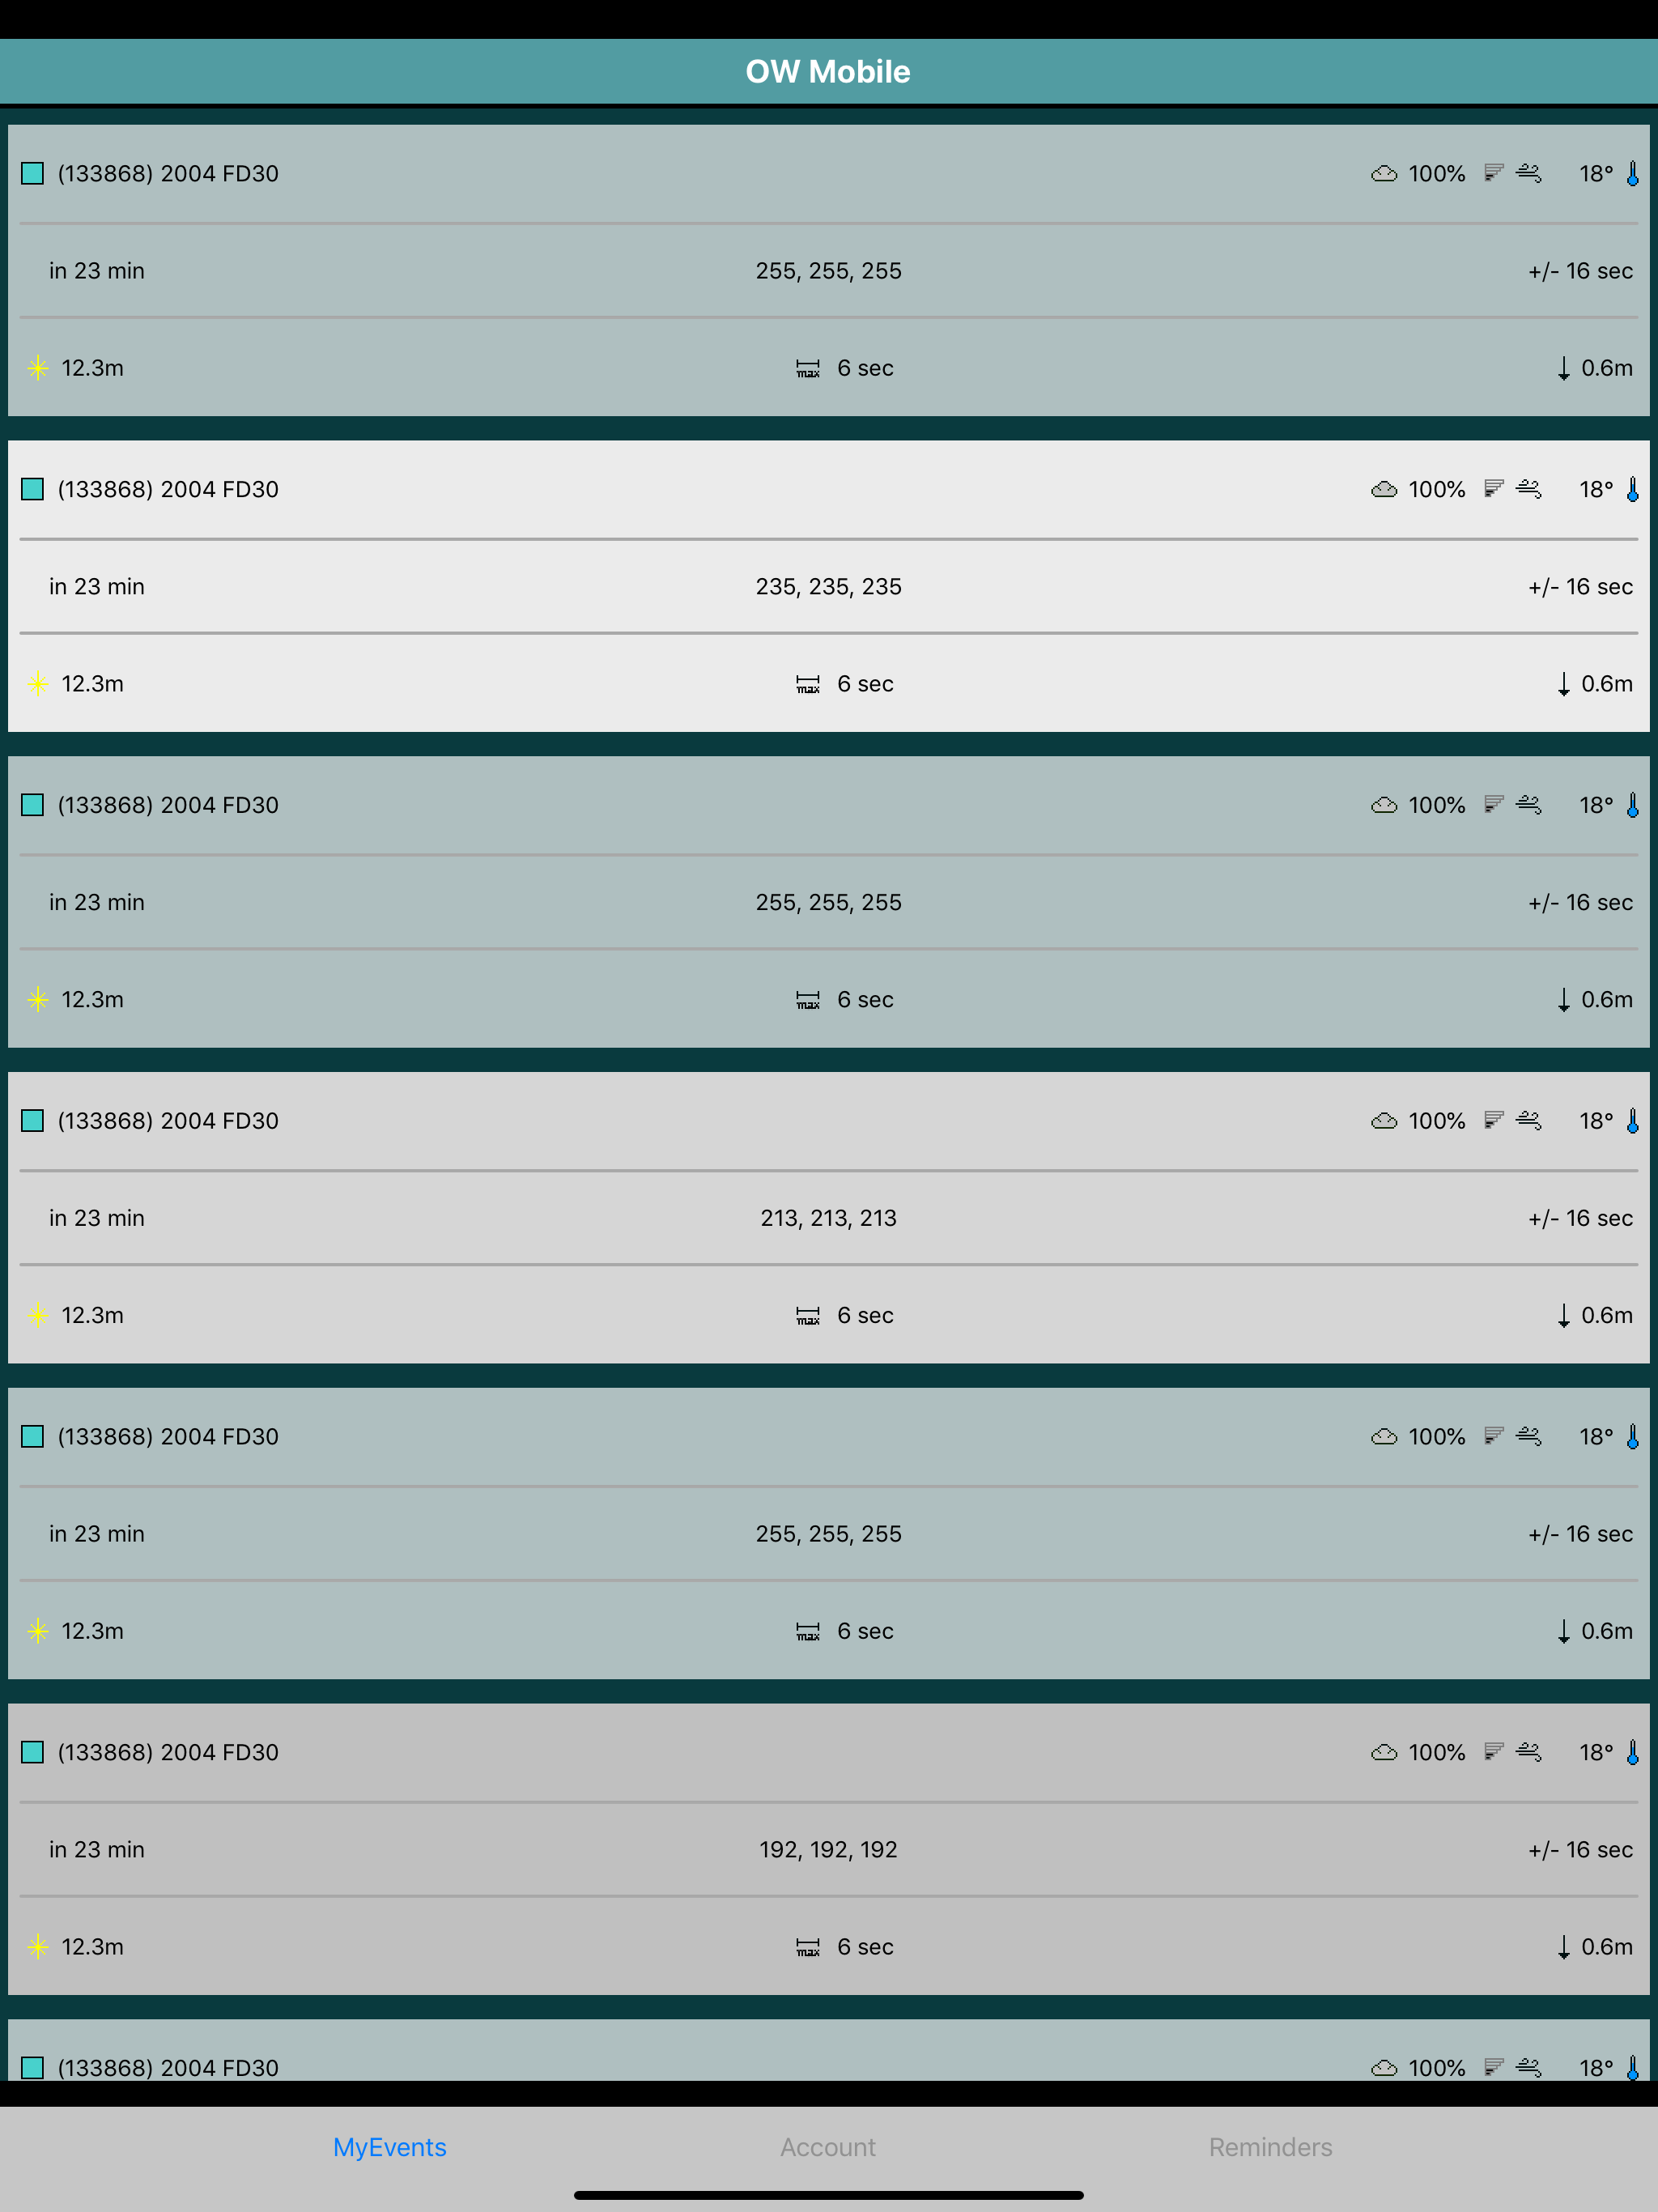 OW Mobile
(133868) 2004 FD30 100% 18°
in 23 min 255, 255, 255 +/- 16 sec
12.3m max 6 sec 0.6m
(133868) 2004 FD30 100% 18°
in 23 min 235, 235, 235 +/- 16 sec
12.3m max 6 sec 0.6m
(133868) 2004 FD30 100% 18°
in 23 min 255, 255, 255 +/- 16 sec
12.3m max 6 sec 0.6m
(133868) 2004 FD30 100% 18°
in 23 min 213, 213, 213 +/- 16 sec
12.3m max 6 sec 0.6m
(133868) 2004 FD30 100% 18°
in 23 min 255, 255, 255 +/- 16 sec
12.3m max 6 sec 0.6m
(133868) 2004 FD30 100% 18°
in 23 min 192, 192, 192 +/- 16 sec
12.3m max 6 sec 0.6m
(133868) 2004 FD30 100% 18°
MyEvents Account Reminders